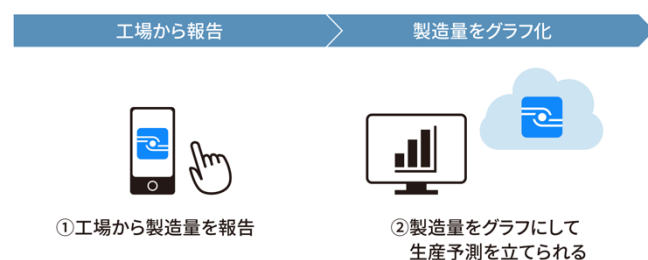 工場から報告
製造量をグラフ化
①工場から製造量を報告
②製造量をグラフにして
生産予測を立てられる